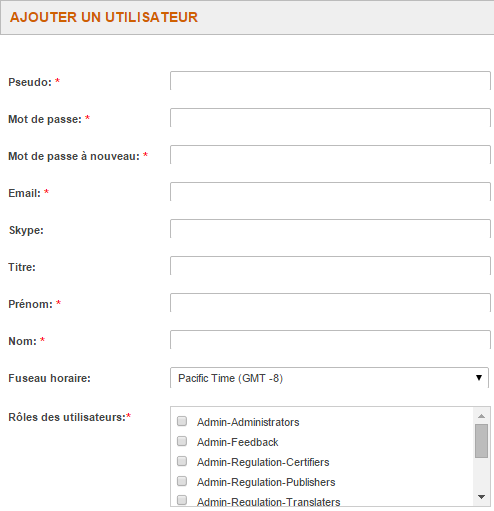 AJOUTER UN UTILISATEUR
Pseudo: *
Mot de passe: *
Mot de passe à nouveau: *
Email: *
Skype:
Titre:
Prénom: *
Nom: *
Fuseau horaire: Pacific Time (GMT -8)
Rôles des utilisateurs:*
Admin-Administrators
Admin-Feedback
Admin-Regulation-Certifiers
Admin-Regulation-Publishers
Admin-Regulation-Translaters